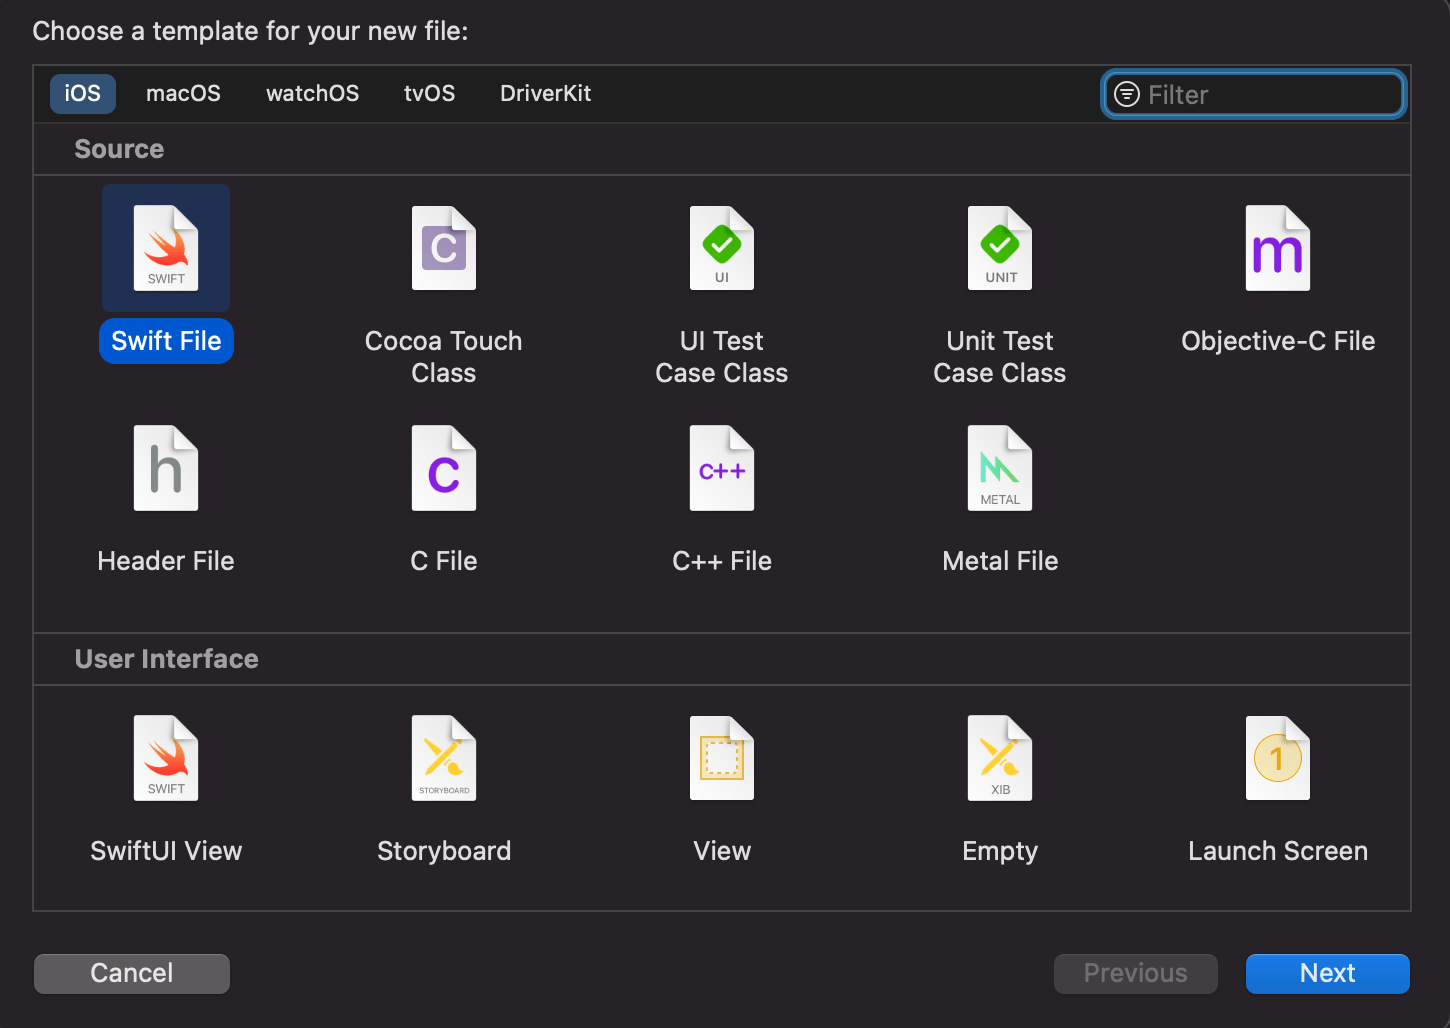 Choose a template for your new file:
iOS macOS watchOS tvOS DriverKit Filter
Source
SWIFT C UI UNIT m
Swift File Cocoa Touch UI Test Unit Test Objective-C File
Class Case Class Case Class
h C C++ METAL
Header File C File C++ File Metal File
User Interface
SWIFT STORYBOARD XIB 1
SwiftUI View Storyboard View Empty Launch Screen
Cancel Previous Next